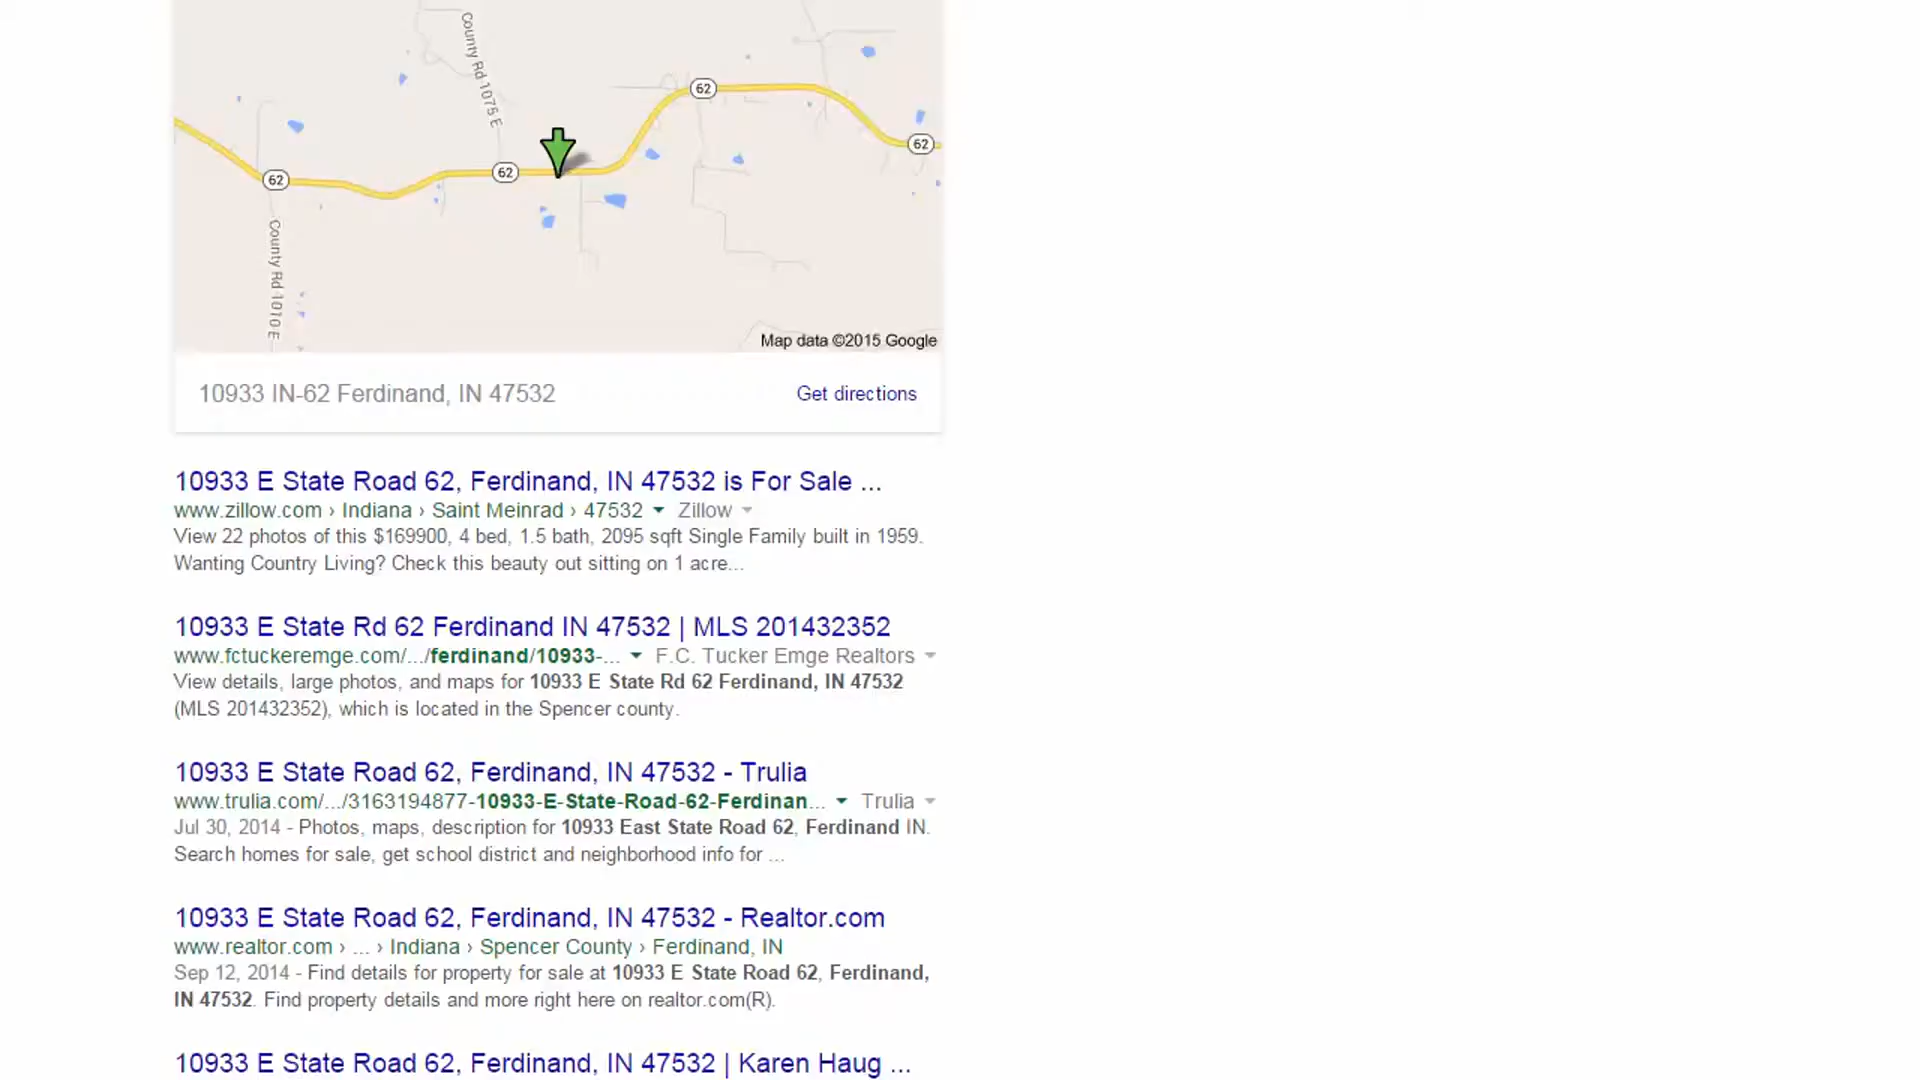 County Rd 1075 E
62
62
62
62
County Rd 1010 E
Map data ©2015 Google
10933 IN-62 Ferdinand, IN 47532
Get directions
10933 E State Road 62, Ferdinand, IN 47532 is For Sale ...
www.zillow.com › Indiana › Saint Meinrad › 47532 Zillow
View 22 photos of this $169900, 4 bed, 1.5 bath, 2095 sqft Single Family built in 1959.
Wanting Country Living? Check this beauty out sitting on 1 acre...
10933 E State Rd 62 Ferdinand IN 47532 | MLS 201432352
www.fctuckeremge.com/.../ferdinand/10933-... F.C. Tucker Emge Realtors
View details, large photos, and maps for 10933 E State Rd 62 Ferdinand, IN 47532
(MLS 201432352), which is located in the Spencer county.
10933 E State Road 62, Ferdinand, IN 47532 - Trulia
www.trulia.com/.../3163194877-10933-E-State-Road-62-Ferdinan... Trulia
Jul 30, 2014 - Photos, maps, description for 10933 East State Road 62, Ferdinand IN.
Search homes for sale, get school district and neighborhood info for ...
10933 E State Road 62, Ferdinand, IN 47532 - Realtor.com
www.realtor.com › ... › Indiana › Spencer County › Ferdinand, IN
Sep 12, 2014 - Find details for property for sale at 10933 E State Road 62, Ferdinand,
IN 47532. Find property details and more right here on realtor.com(R).
10933 E State Road 62, Ferdinand, IN 47532 | Karen Haug ...